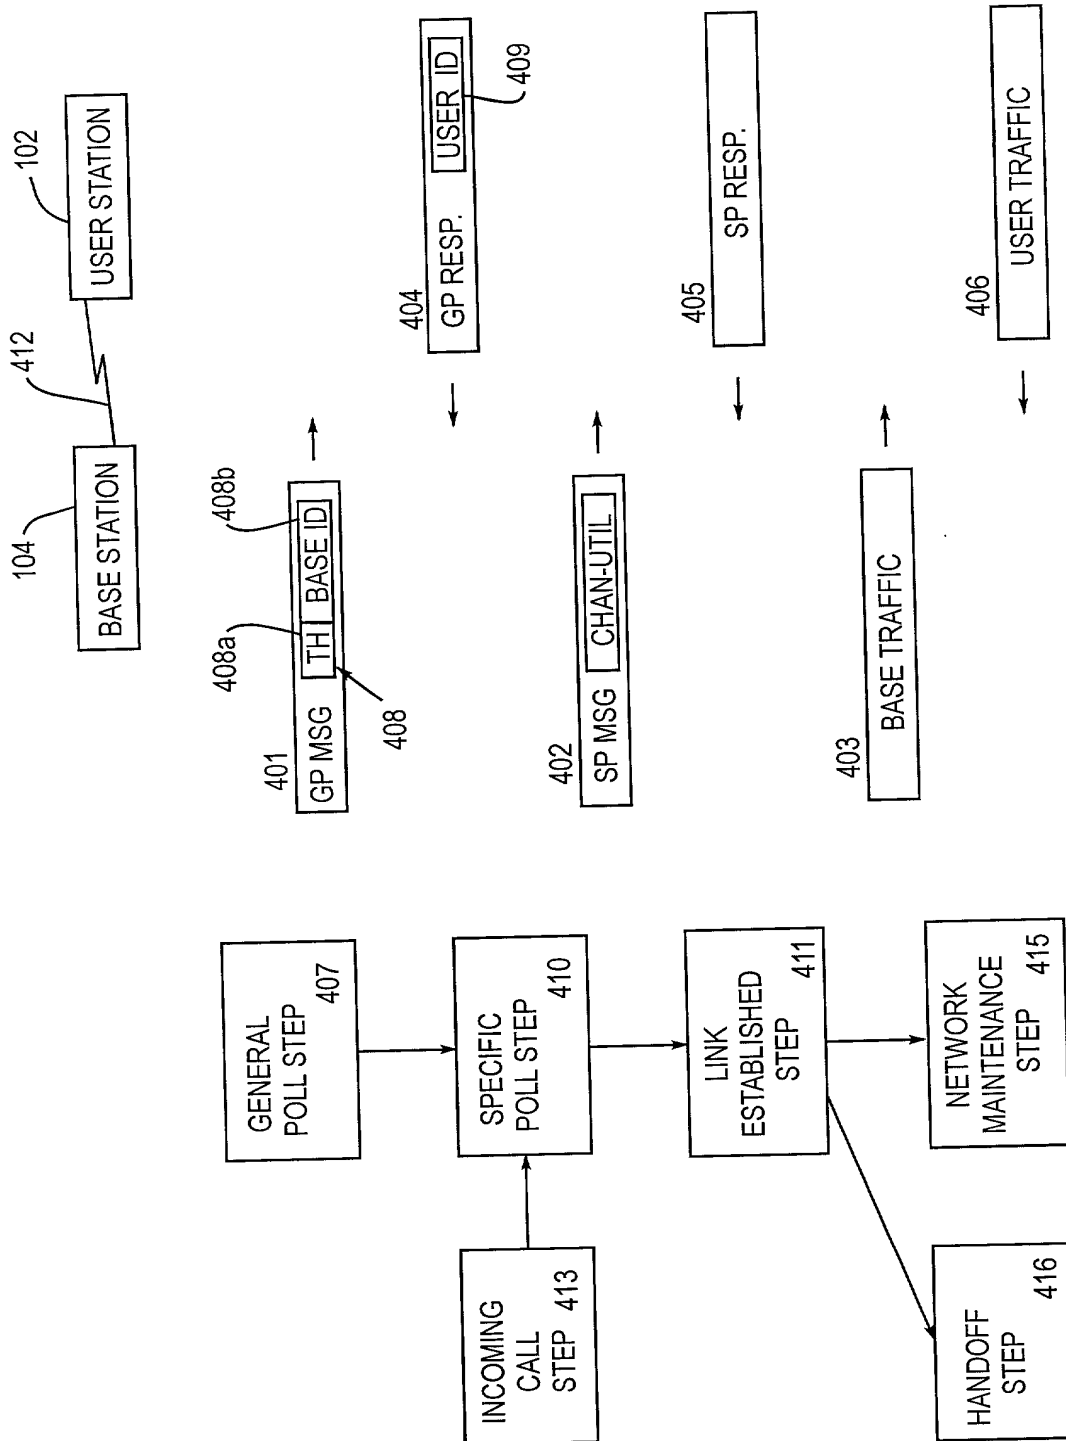 104
BASE STATION
412
102
USER STATION
GENERAL
POLL STEP
407
401
GP MSG
TH
BASE ID
408a
408b
408
404
GP RESP.
USER ID
409
INCOMING
CALL
STEP
413
SPECIFIC
POLL STEP
410
402
SP MSG
CHAN-UTIL
405
SP RESP.
LINK
ESTABLISHED
STEP
411
403
BASE TRAFFIC
406
USER TRAFFIC
HANDOFF
STEP
416
NETWORK
MAINTENANCE
STEP
415